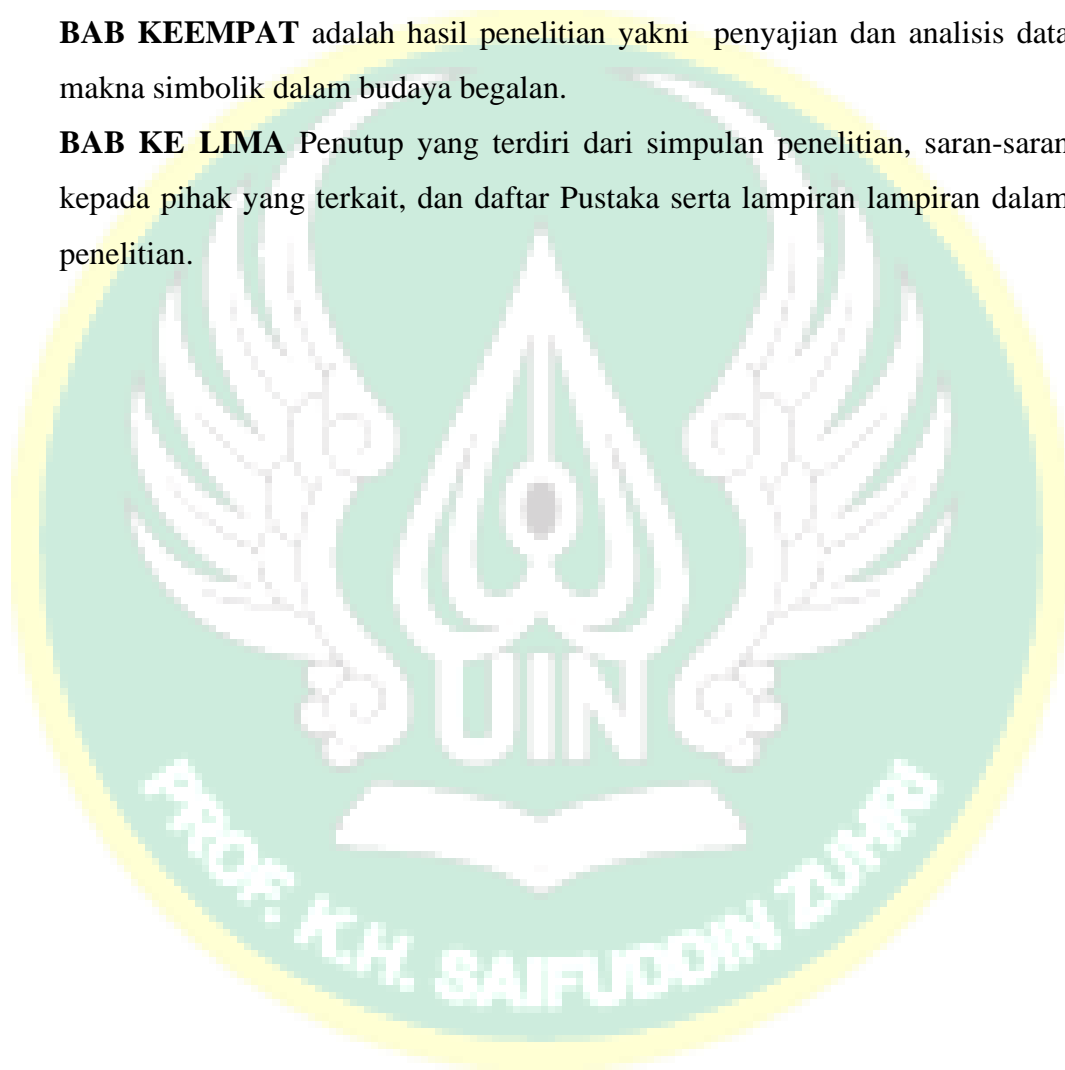 BAB KEEMPAT adalah hasil penelitian yakni penyajian dan analisis data
makna simbolik dalam budaya begalan.
BAB KE LIMA Penutup yang terdiri dari simpulan penelitian, saran-saran
kepada pihak yang terkait, dan daftar Pustaka serta lampiran lampiran dalam
penelitian.
UIN
PROF. K.H. SAIFUDDIN ZUHRI